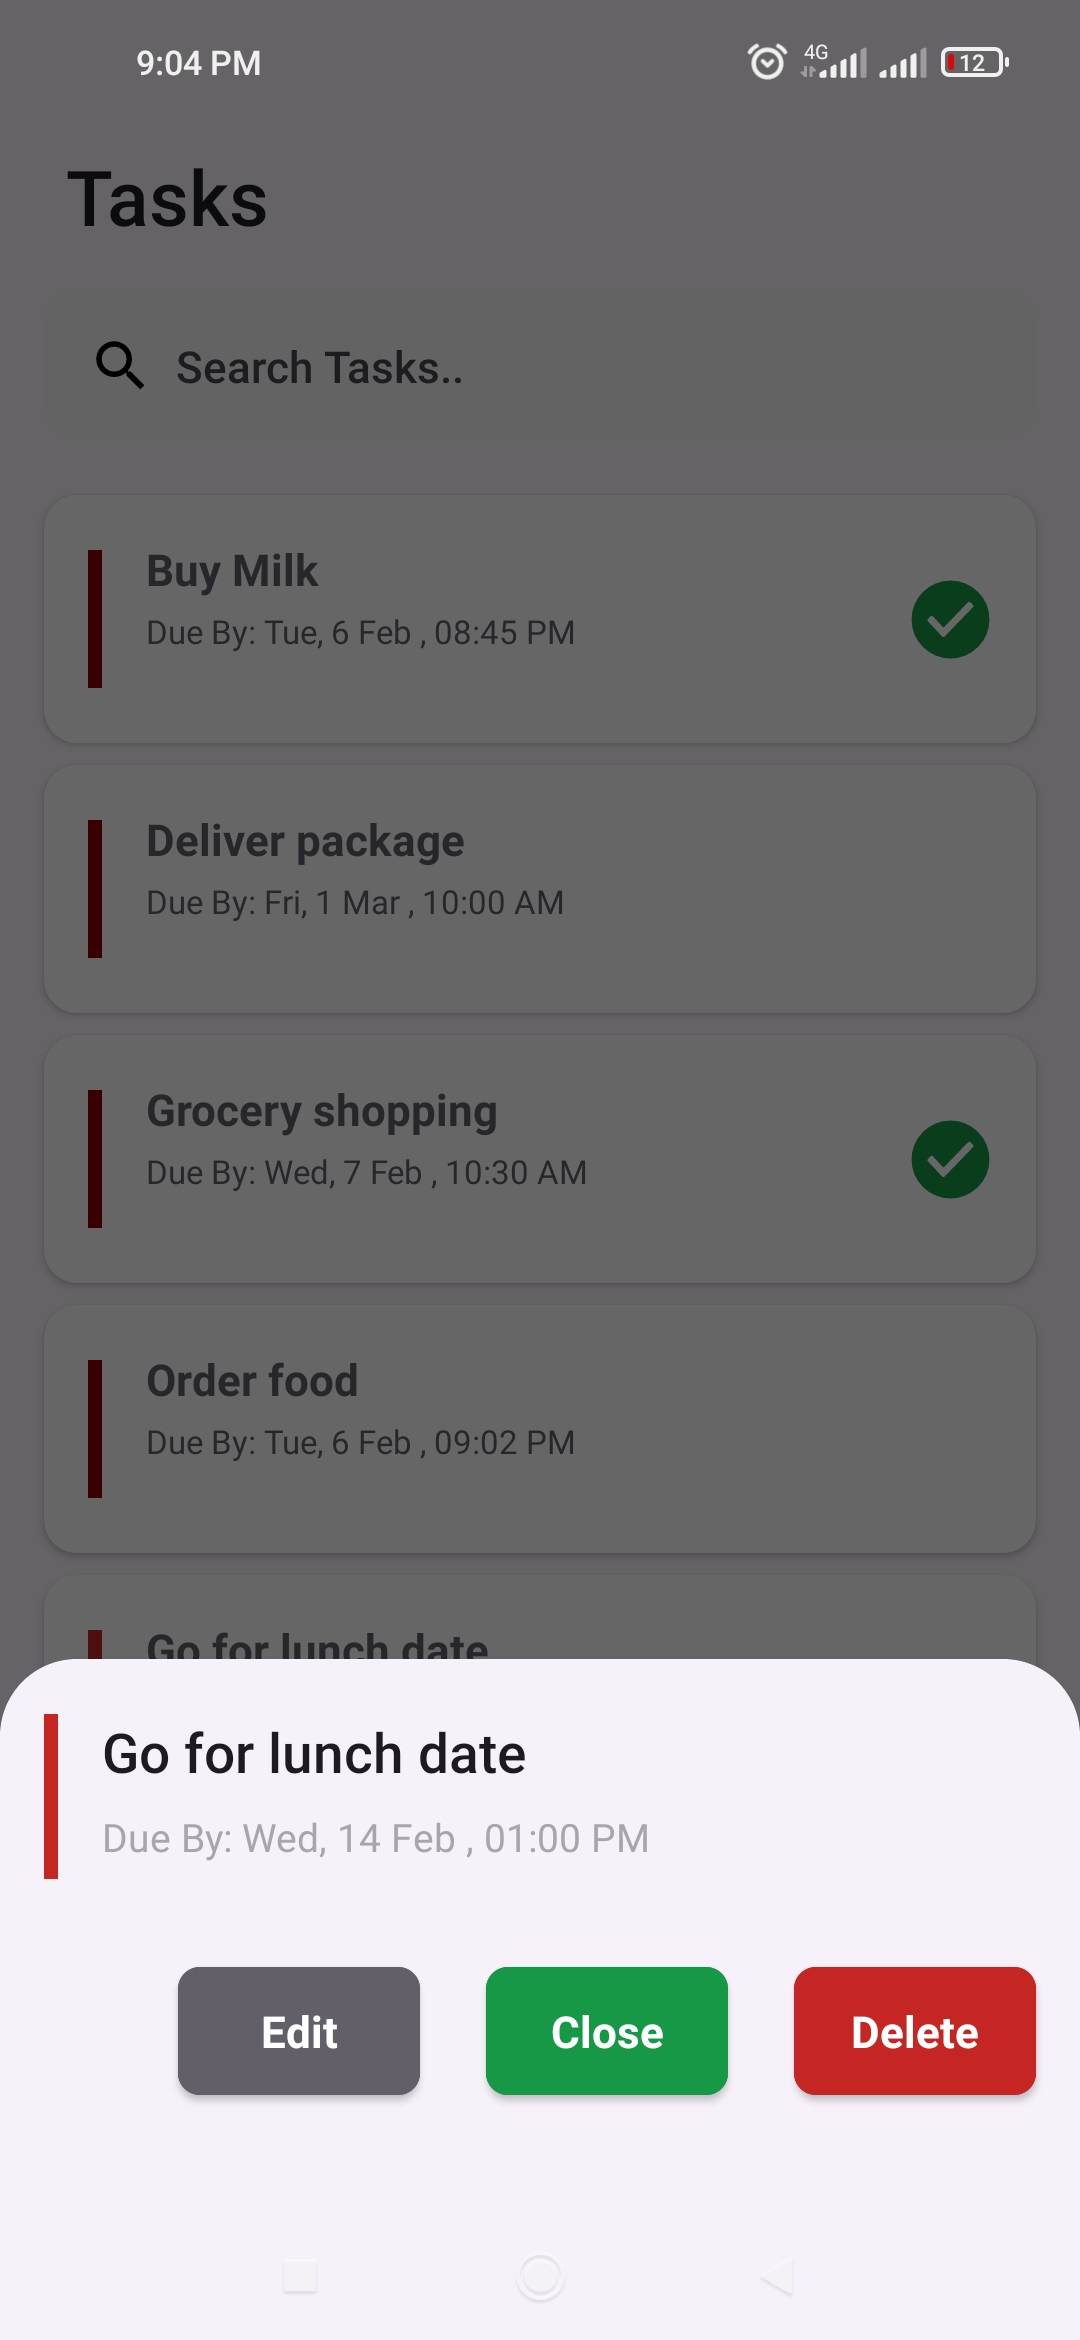 9:04 PM
4G
12
Tasks
Search Tasks..
Buy Milk
Due By: Tue, 6 Feb , 08:45 PM
Deliver package
Due By: Fri, 1 Mar , 10:00 AM
Grocery shopping
Due By: Wed, 7 Feb , 10:30 AM
Order food
Due By: Tue, 6 Feb , 09:02 PM
Go for lunch date
Go for lunch date
Due By: Wed, 14 Feb , 01:00 PM
Edit
Close
Delete